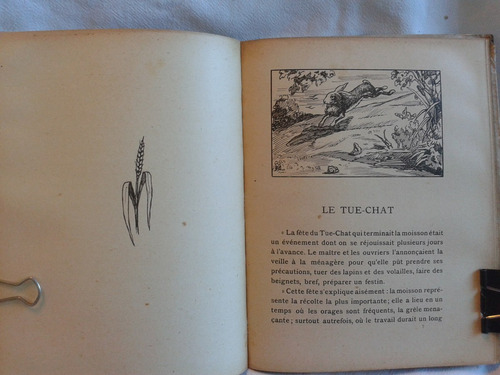 LE TUE-CHAT
« La fête du Tue-Chat qui terminait la moisson était
un événement dont on se réjouissait plusieurs jours
à l'avance. Le maître et les ouvriers l'annonçaient la
veille à la ménagère pour qu'elle pût prendre ses
précautions, tuer des lapins et des volailles, faire des
beignets, bref, préparer un festin.
« Cette fête s'explique aisément : la moisson repré-
sente la récolte la plus importante; elle a lieu en un
temps où les orages sont fréquents, la grêle mena-
çante; surtout autrefois, où le travail durait un long